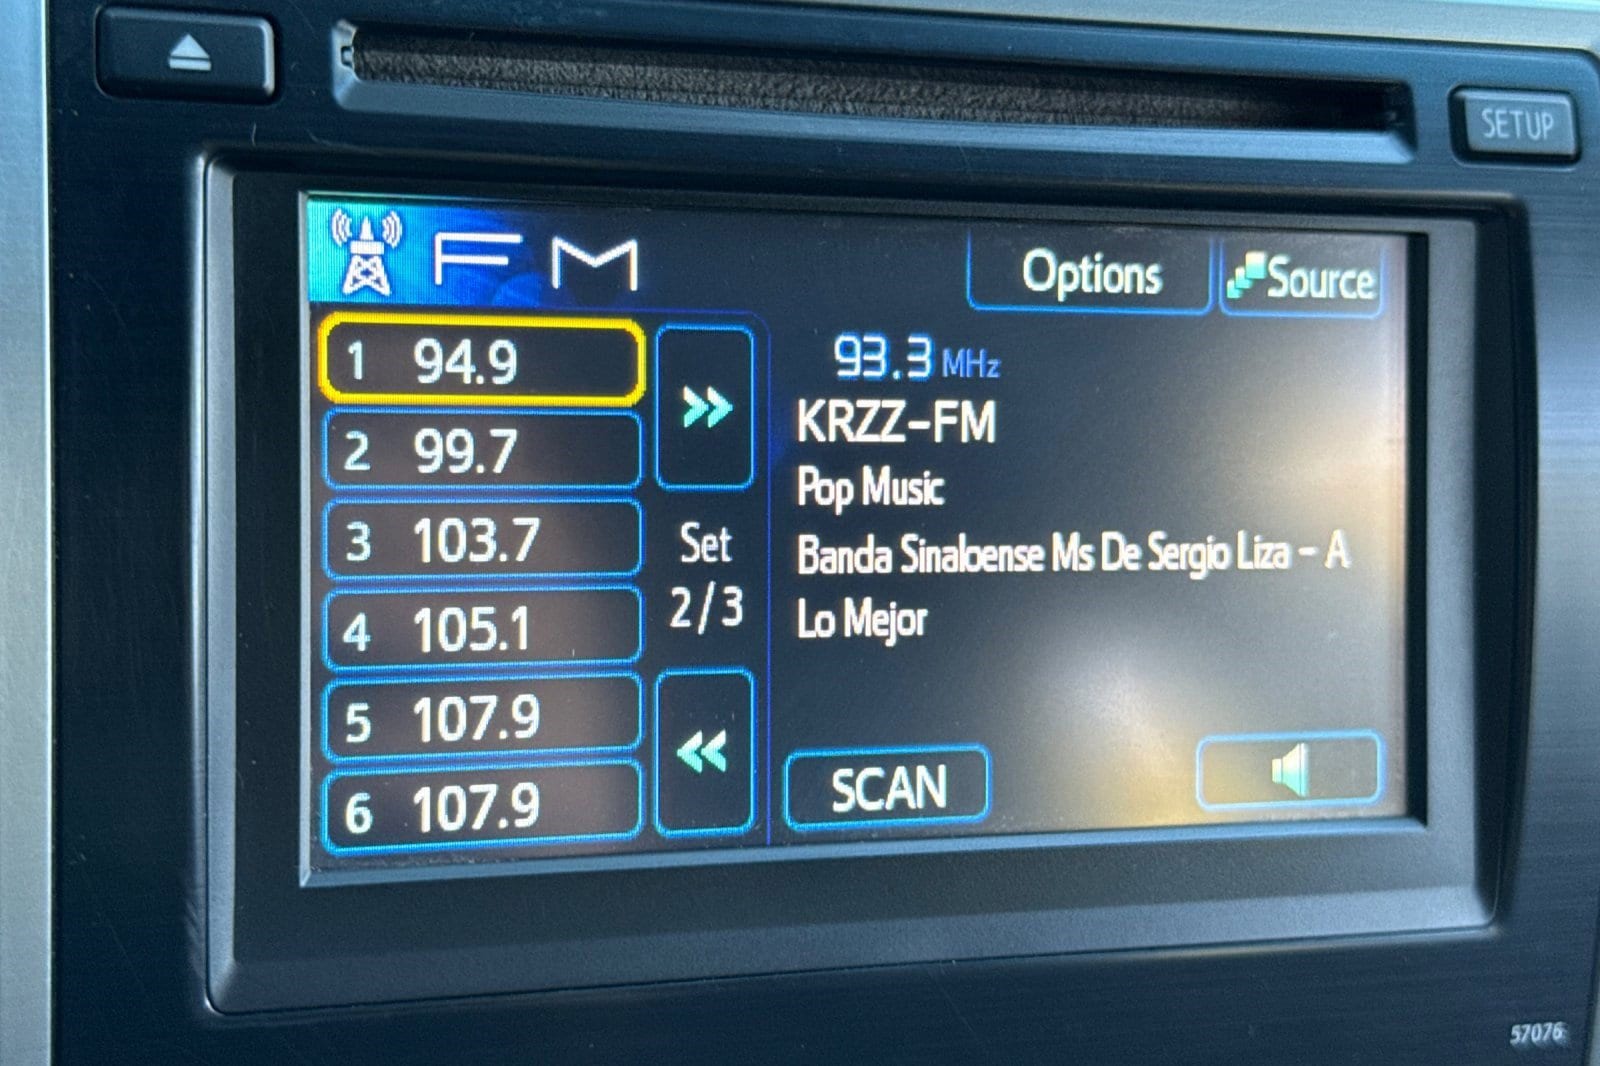 SETUP
FM
Options
Source
1 94.9
2 99.7
3 103.7
4 105.1
5 107.9
6 107.9
Set
2/3
93.3 MHz
KRZZ-FM
Pop Music
Banda Sinaloense Ms De Sergio Liza - A
Lo Mejor
SCAN
57076